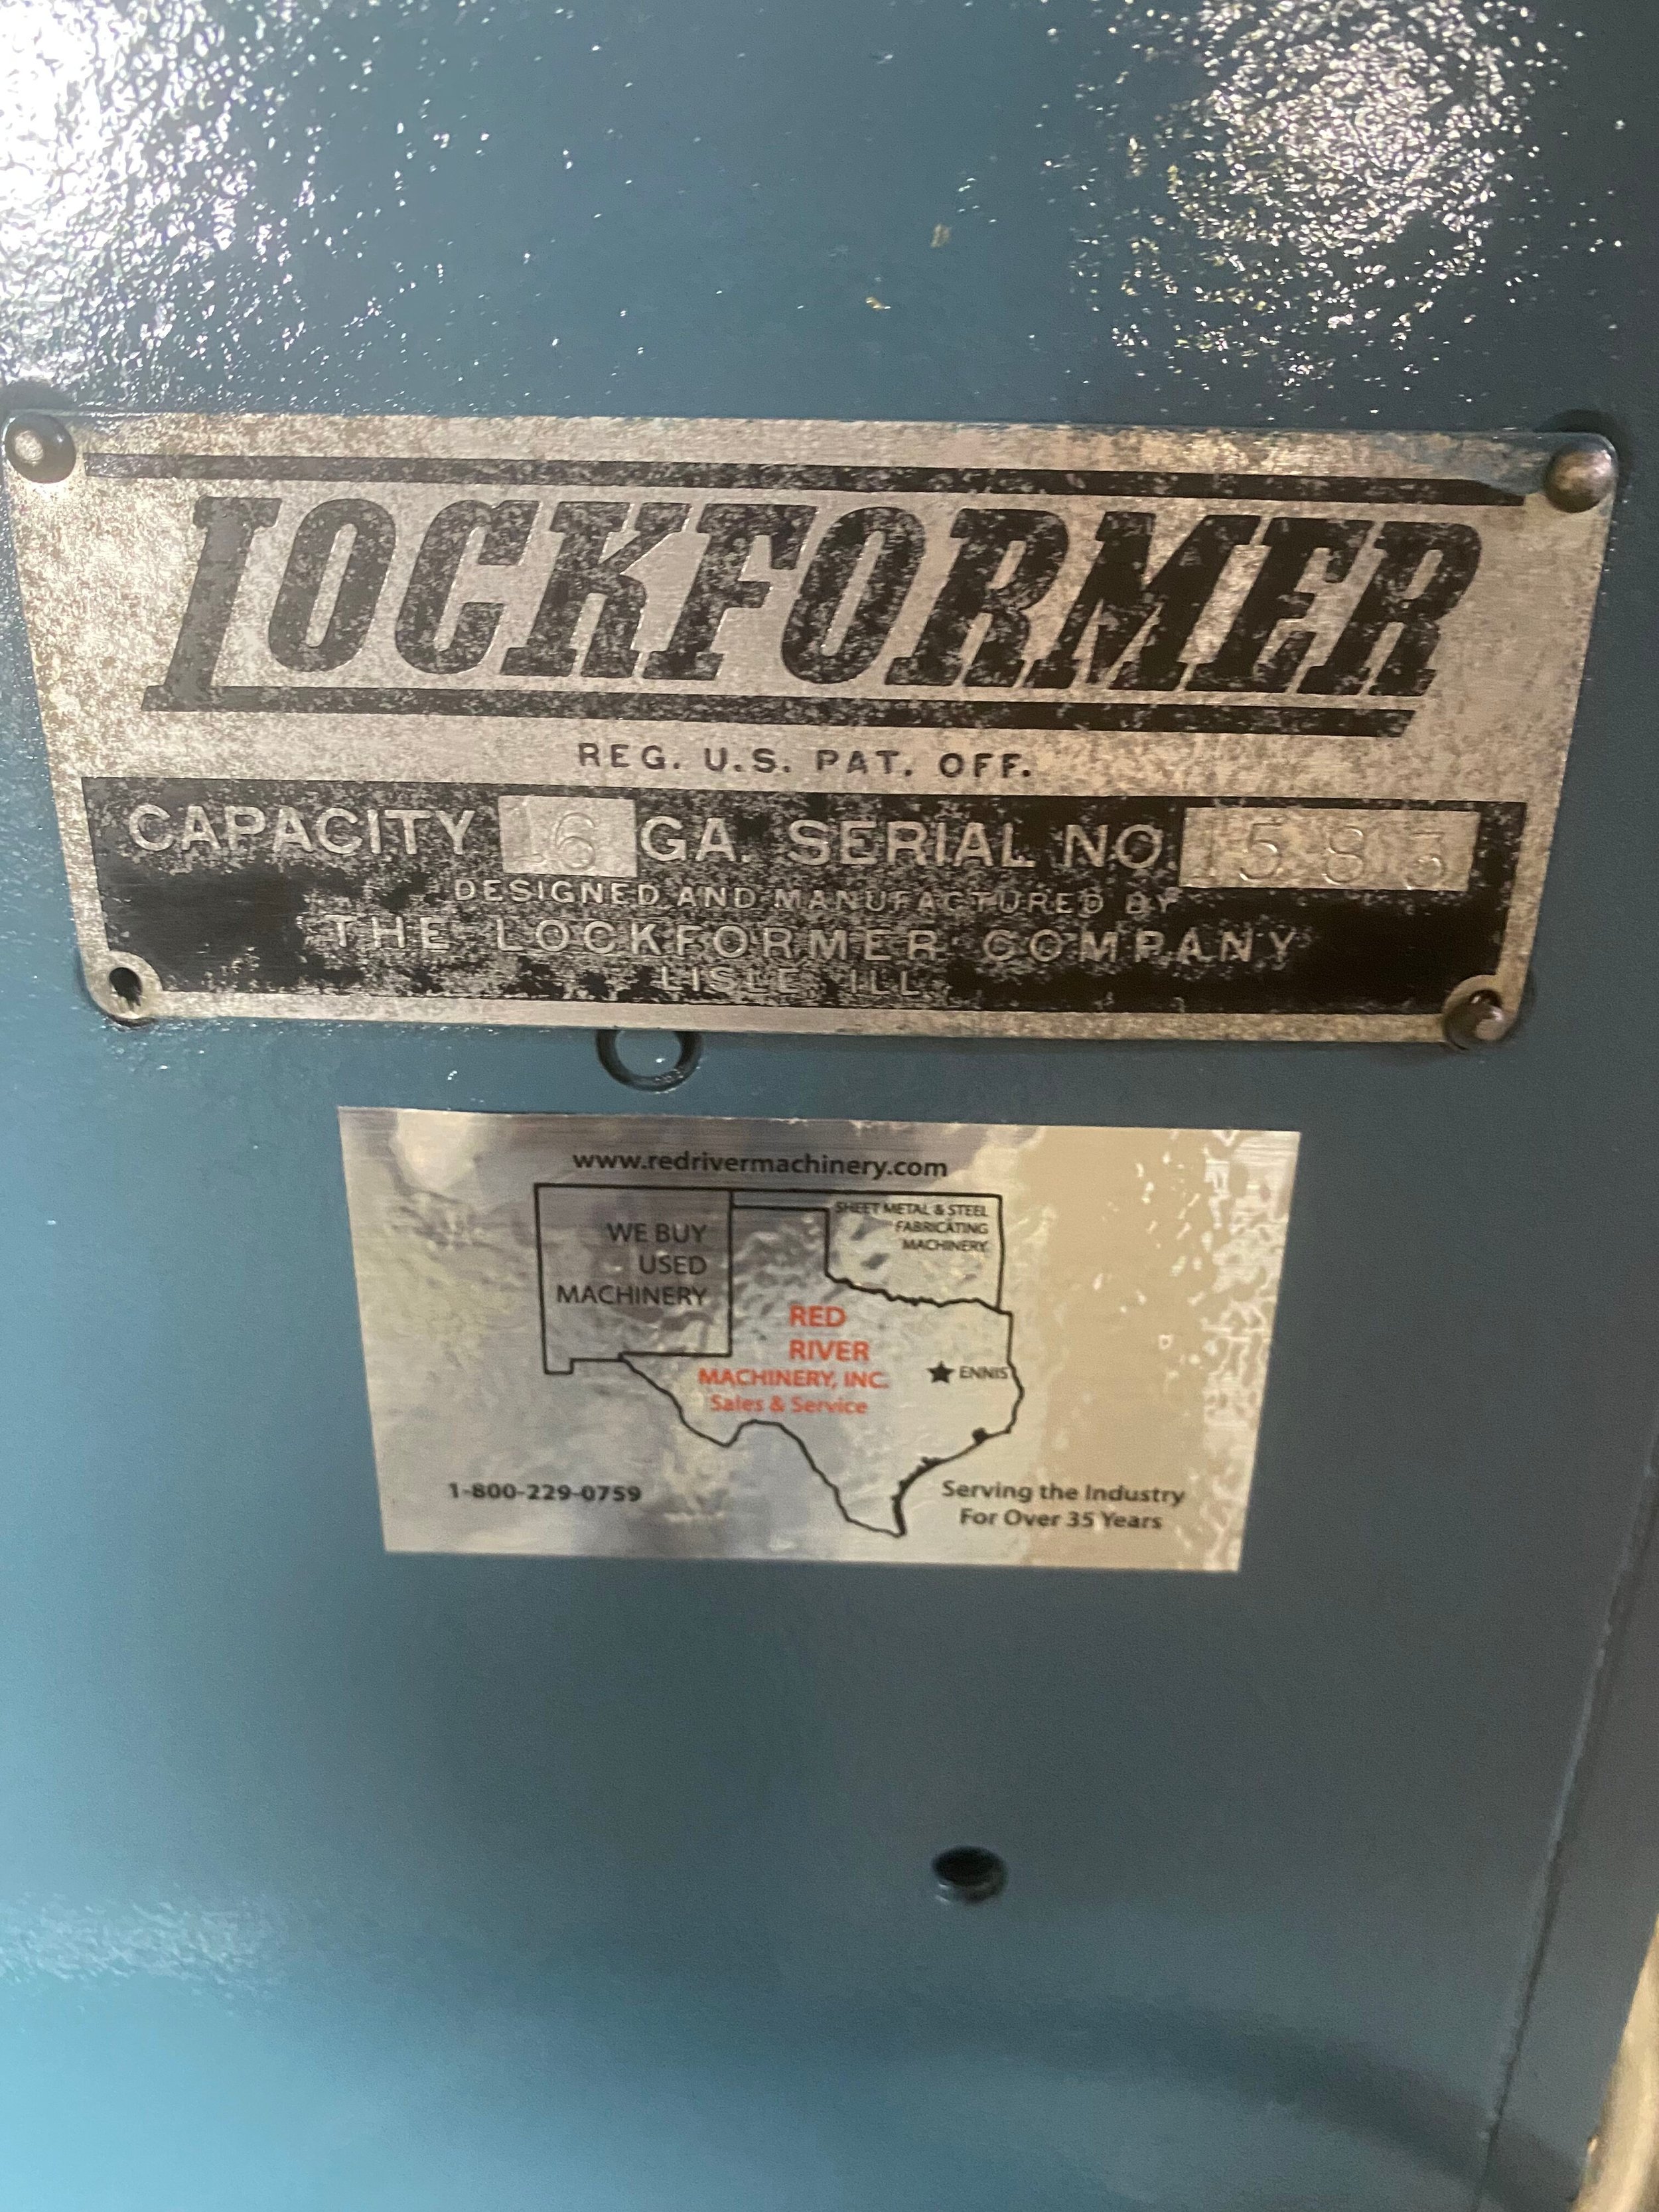 LOCKFORMER
REG. U.S. PAT. OFF.
CAPACITY 16 GA. SERIAL NO. 1583
DESIGNED AND MANUFACTURED BY
THE LOCKFORMER COMPANY
LISLE, ILL.
www.redrivermachinery.com
WE BUY
USED
MACHINERY
SHEET METAL & STEEL
FABRICATING
MACHINERY
RED
RIVER
MACHINERY, INC.
Sales & Service
ENNIS
1-800-229-0759
Serving the Industry
For Over 35 Years